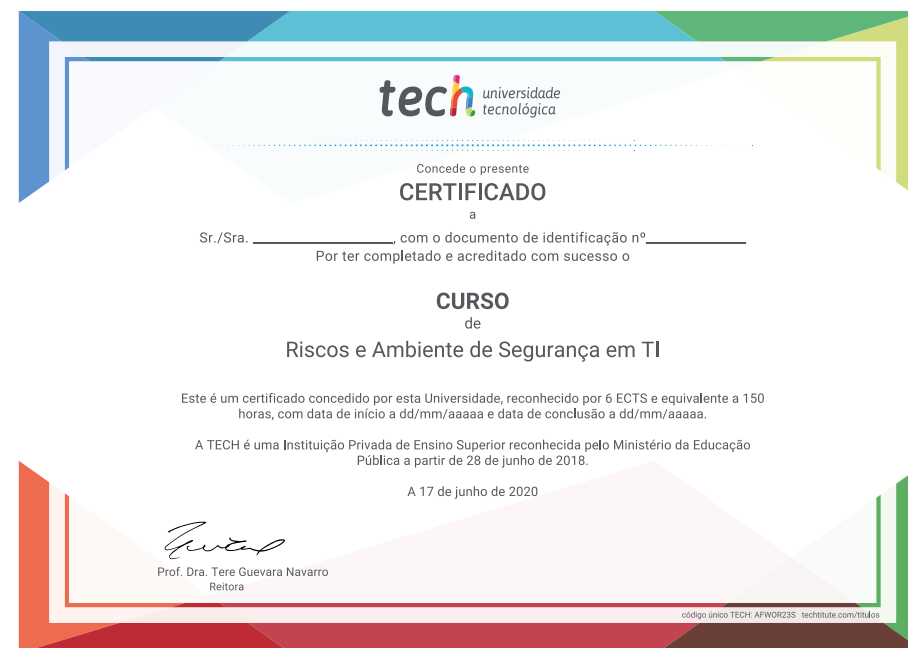 tech universidade
tecnológica
Concede o presente
CERTIFICADO
a
Sr./Sra. ________________, com o documento de identificação nº____________
Por ter completado e acreditado com sucesso o
CURSO
de
Riscos e Ambiente de Segurança em TI
Este é um certificado concedido por esta Universidade, reconhecido por 6 ECTS e equivalente a 150
horas, com data de início a dd/mm/aaaaa e data de conclusão a dd/mm/aaaaa.
A TECH é uma Instituição Privada de Ensino Superior reconhecida pelo Ministério da Educação
Pública a partir de 28 de junho de 2018.
A 17 de junho de 2020
Prof. Dra. Tere Guevara Navarro
Reitora
código único TECH: AFWOR23S techtitute.com/titulos